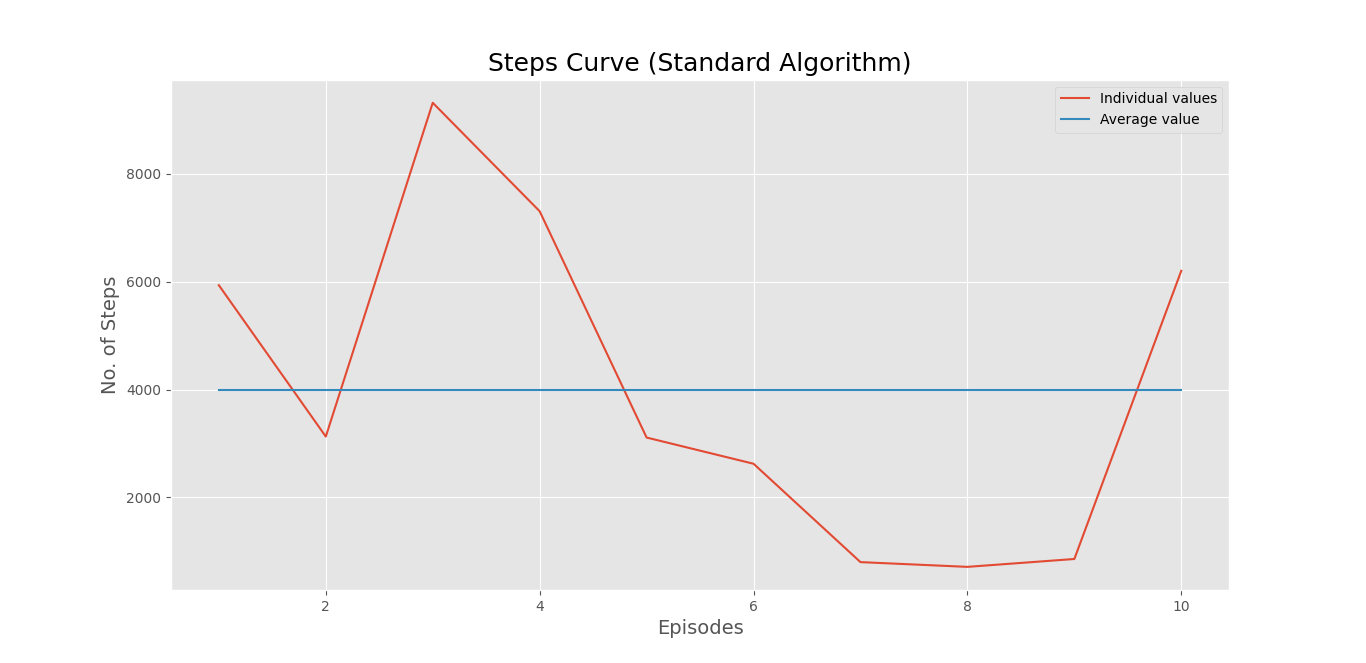 Steps Curve (Standard Algorithm)
Individual values
Average value
No. of Steps
8000
6000
4000
2000
2
4
6
8
10
Episodes